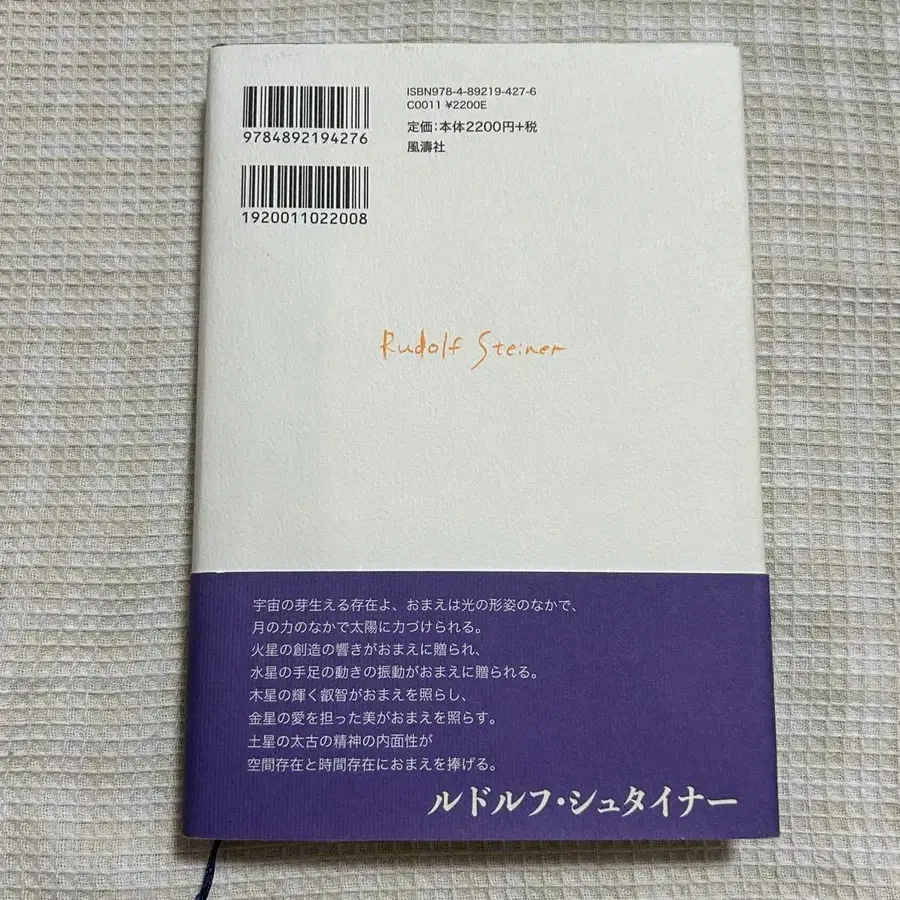 ISBN978-4-89219-427-6
C0011 ¥2200E
定価:本体2200円+税
風濤社
9784892194276
1920011022008
Rudolf Steiner
宇宙の芽生える存在よ、おまえは光の形姿のなかで、
月の力のなかで太陽に力づけられる。
火星の創造の響きがおまえに贈られ、
水星の手足の動きの振動がおまえに贈られる。
木星の輝く叡智がおまえを照らし、
金星の愛を担った美がおまえを照らす。
土星の太古の精神の内面性が
空間存在と時間存在におまえを捧げる。
ルドルフ・シュタイナー